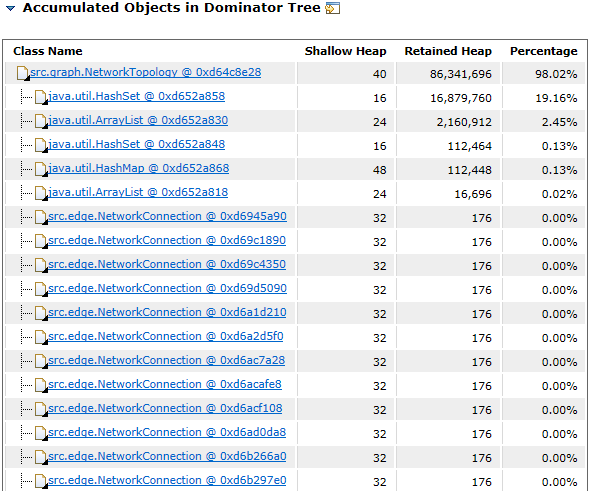 Accumulated Objects in Dominator Tree
Class Name Shallow Heap Retained Heap Percentage
src.graph.NetworkTopology @ 0xd64c8e28 40 86,341,696 98.02%
java.util.HashSet @ 0xd652a858 16 16,879,760 19.16%
java.util.ArrayList @ 0xd652a830 24 2,160,912 2.45%
java.util.HashSet @ 0xd652a848 16 112,464 0.13%
java.util.HashMap @ 0xd652a868 48 112,448 0.13%
java.util.ArrayList @ 0xd652a818 24 16,696 0.02%
src.edge.NetworkConnection @ 0xd6945a90 32 176 0.00%
src.edge.NetworkConnection @ 0xd69c1890 32 176 0.00%
src.edge.NetworkConnection @ 0xd69c4350 32 176 0.00%
src.edge.NetworkConnection @ 0xd69d5090 32 176 0.00%
src.edge.NetworkConnection @ 0xd6a1d210 32 176 0.00%
src.edge.NetworkConnection @ 0xd6a2d5f0 32 176 0.00%
src.edge.NetworkConnection @ 0xd6ac7a28 32 176 0.00%
src.edge.NetworkConnection @ 0xd6acafe8 32 176 0.00%
src.edge.NetworkConnection @ 0xd6acf108 32 176 0.00%
src.edge.NetworkConnection @ 0xd6ad0da8 32 176 0.00%
src.edge.NetworkConnection @ 0xd6b266a0 32 176 0.00%
src.edge.NetworkConnection @ 0xd6b297e0 32 176 0.00%